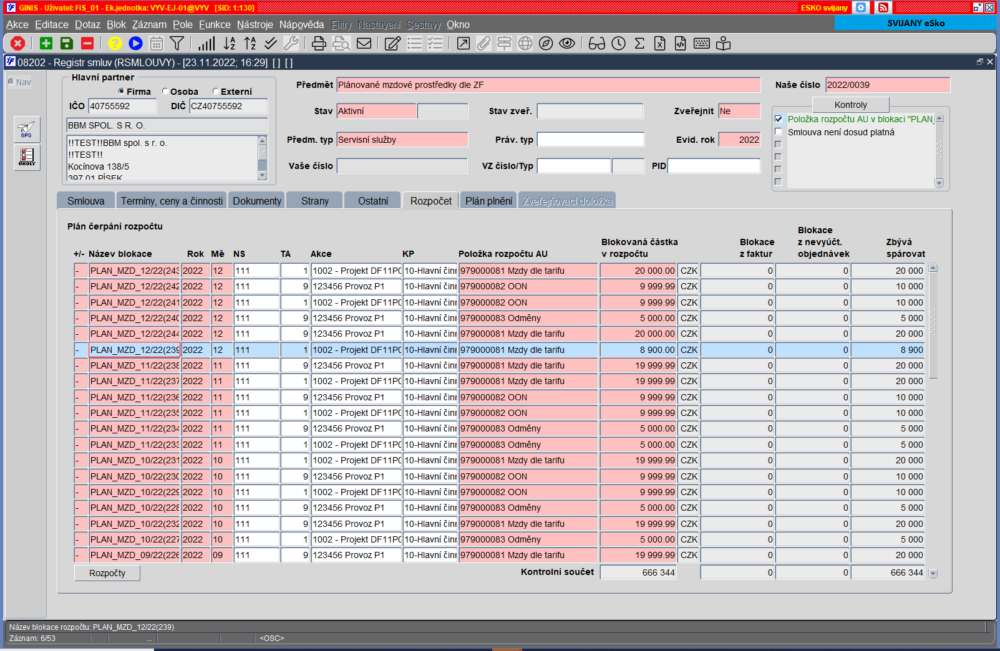 GINIS - Uživatel: FIS_01 - Ek.jednotka: VYV-EJ-01@VYV [SID: 1:130]
ESKO svijany
Akce Editace Dotaz Blok Záznam Pole Funkce Nástroje Nápověda Filtry Nastavení Sestavy Okno
SVIJANY eSko
08202 - Registr smluv (RSMLOUVY) - [23.11.2022; 16:29] [ ] [ ]
Nav
SPS
ÚKOLY
Hlavní partner
Firma Osoba Externí
IČO 40755592 DIČ CZ40755592
BBM SPOL. S R. O.
!!TEST!!BBM spol. s r. o.
!!TEST!!
Kocínova 138/5
397 01 PÍSEK
Předmět Plánované mzdové prostředky dle ZF
Naše číslo 2022/0039
Stav Aktivní Stav zveř. Zveřejnit Ne
Předm. typ Servisní služby Práv. typ Evid. rok 2022
Vaše číslo VZ číslo/Typ PID
Kontroly
Položka rozpočtu AU v blokaci "PLAN_
Smlouva není dosud platná
Smlouva Termíny, ceny a činnosti Dokumenty Strany Ostatní Rozpočet Plán plnění Zveřejňovací doložka
Plán čerpání rozpočtu
+/- Název blokace Rok Mě NS TA Akce KP Položka rozpočtu AU Blokovaná částka v rozpočtu Blokace z faktur Blokace z nevyúčt. objednávek Zbývá spárovat
- PLAN_MZD_12/22(243 2022 12 111 1 1002 - Projekt DF11P0 10-Hlavní činn 979000081 Mzdy dle tarifu 20 000.00 CZK 0 0 20 000
- PLAN_MZD_12/22(242 2022 12 111 9 123456 Provoz P1 10-Hlavní činn 979000082 OON 9 999.99 CZK 0 0 10 000
- PLAN_MZD_12/22(241 2022 12 111 1 1002 - Projekt DF11P0 10-Hlavní činn 979000082 OON 9 999.99 CZK 0 0 10 000
- PLAN_MZD_12/22(240 2022 12 111 9 123456 Provoz P1 10-Hlavní činn 979000083 Odměny 5 000.00 CZK 0 0 5 000
- PLAN_MZD_12/22(244 2022 12 111 9 123456 Provoz P1 10-Hlavní činn 979000081 Mzdy dle tarifu 20 000.00 CZK 0 0 20 000
- PLAN_MZD_12/22(239 2022 12 111 1 1002 - Projekt DF11P0 10-Hlavní činn 979000081 Mzdy dle tarifu 8 900.00 CZK 0 0 8 900
- PLAN_MZD_11/22(238 2022 11 111 9 123456 Provoz P1 10-Hlavní činn 979000081 Mzdy dle tarifu 19 999.99 CZK 0 0 20 000
- PLAN_MZD_11/22(237 2022 11 111 1 1002 - Projekt DF11P0 10-Hlavní činn 979000081 Mzdy dle tarifu 19 999.99 CZK 0 0 20 000
- PLAN_MZD_11/22(236 2022 11 111 9 123456 Provoz P1 10-Hlavní činn 979000082 OON 9 999.99 CZK 0 0 10 000
- PLAN_MZD_11/22(235 2022 11 111 1 1002 - Projekt DF11P0 10-Hlavní činn 979000082 OON 9 999.99 CZK 0 0 10 000
- PLAN_MZD_11/22(234 2022 11 111 9 123456 Provoz P1 10-Hlavní činn 979000083 Odměny 5 000.00 CZK 0 0 5 000
- PLAN_MZD_11/22(233 2022 11 111 1 1002 - Projekt DF11P0 10-Hlavní činn 979000083 Odměny 5 000.00 CZK 0 0 5 000
- PLAN_MZD_10/22(231 2022 10 111 1 1002 - Projekt DF11P0 10-Hlavní činn 979000081 Mzdy dle tarifu 19 999.99 CZK 0 0 20 000
- PLAN_MZD_10/22(230 2022 10 111 9 123456 Provoz P1 10-Hlavní činn 979000082 OON 9 999.99 CZK 0 0 10 000
- PLAN_MZD_10/22(229 2022 10 111 1 1002 - Projekt DF11P0 10-Hlavní činn 979000082 OON 9 999.99 CZK 0 0 10 000
- PLAN_MZD_10/22(228 2022 10 111 9 123456 Provoz P1 10-Hlavní činn 979000083 Odměny 5 000.00 CZK 0 0 5 000
- PLAN_MZD_10/22(232 2022 10 111 9 123456 Provoz P1 10-Hlavní činn 979000081 Mzdy dle tarifu 19 999.99 CZK 0 0 20 000
- PLAN_MZD_10/22(227 2022 10 111 1 1002 - Projekt DF11P0 10-Hlavní činn 979000083 Odměny 5 000.00 CZK 0 0 5 000
- PLAN_MZD_09/22(226 2022 09 111 9 123456 Provoz P1 10-Hlavní činn 979000081 Mzdy dle tarifu 19 999.99 CZK 0 0 20 000
Rozpočty Kontrolní součet 666 344 0 0 666 344
Název blokace rozpočtu: PLAN_MZD_12/22(239)
Záznam: 6/53 ... <OSC>